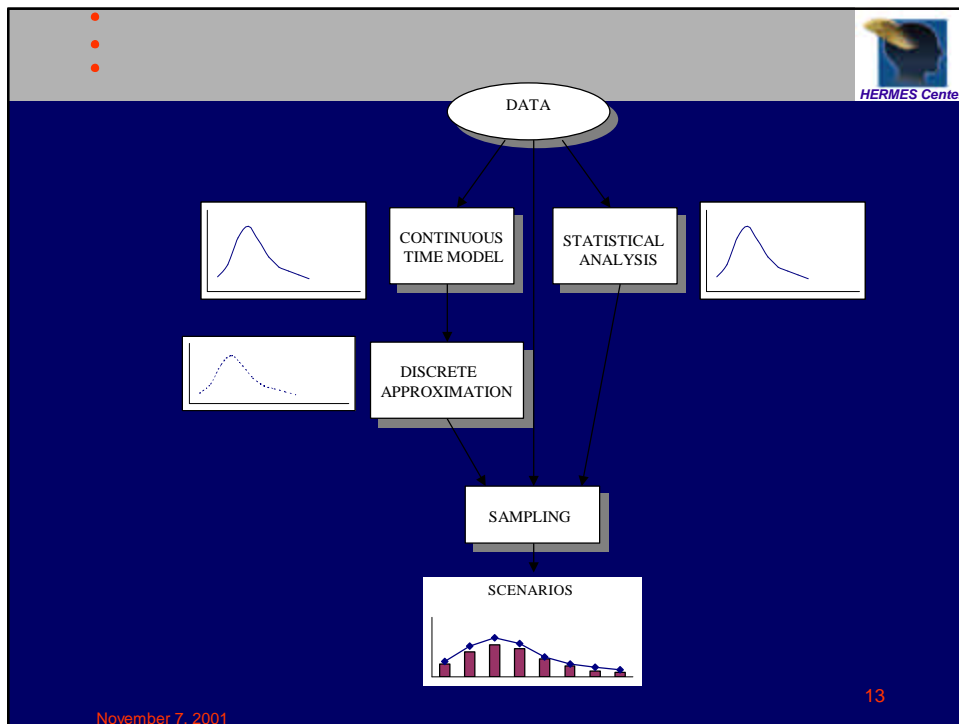 HERMES Cente
DATA
CONTINUOUS
TIME MODEL
STATISTICAL
ANALYSIS
DISCRETE
APPROXIMATION
SAMPLING
SCENARIOS
13
November 7, 2001